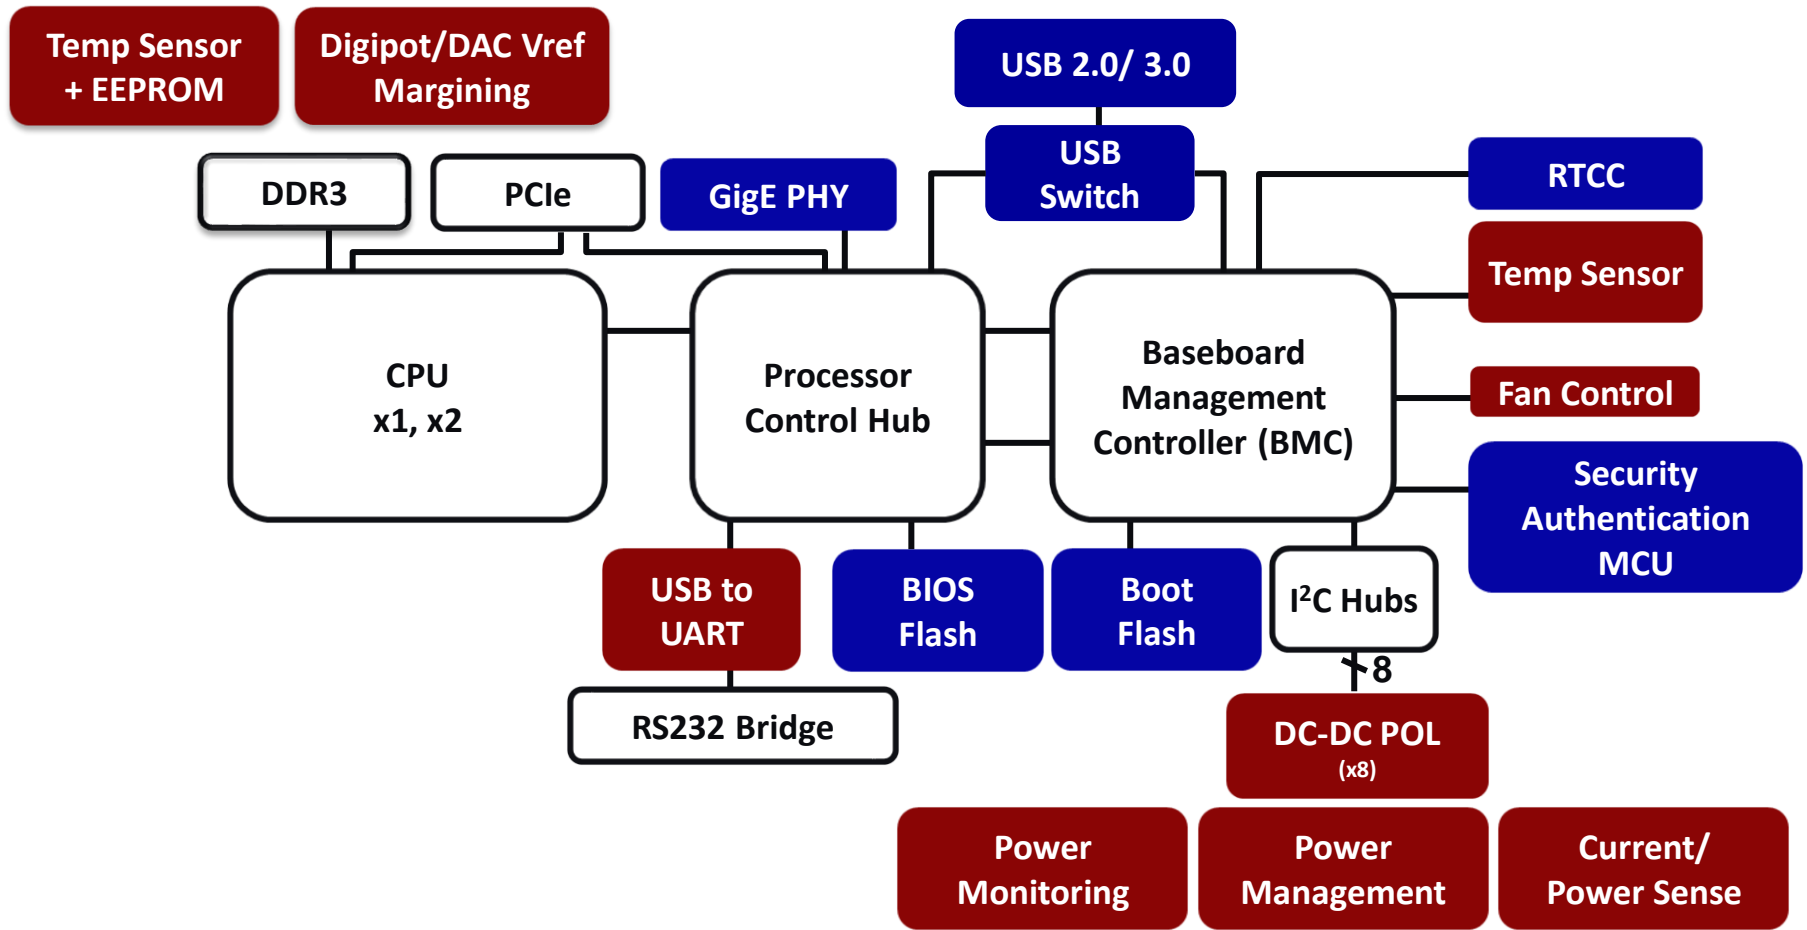 Temp Sensor
+ EEPROM
Digipot/DAC Vref
Margining
USB 2.0/ 3.0
USB
Switch
DDR3
PCIe
GigE PHY
RTCC
Temp Sensor
CPU
x1, x2
Processor
Control Hub
Baseboard
Management
Controller (BMC)
Fan Control
Security
Authentication
MCU
USB to
UART
BIOS
Flash
Boot
Flash
I²C Hubs
8
RS232 Bridge
DC-DC POL
(x8)
Power
Monitoring
Power
Management
Current/
Power Sense